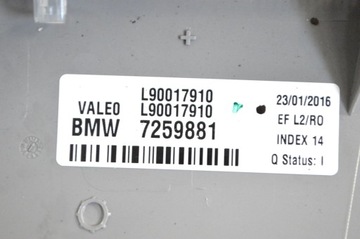 L90017910
VALEO L90017910
BMW 7259881
23/01/2016
EF L2/RO
INDEX 14
Q Status: I